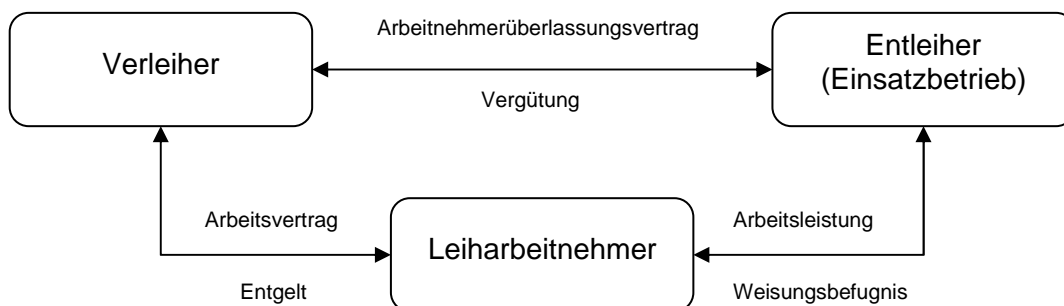 Arbeitnehmerüberlassungsvertrag
Verleiher
Entleiher
(Einsatzbetrieb)
Vergütung
Arbeitsvertrag
Leiharbeitnehmer
Arbeitsleistung
Entgelt
Weisungsbefugnis